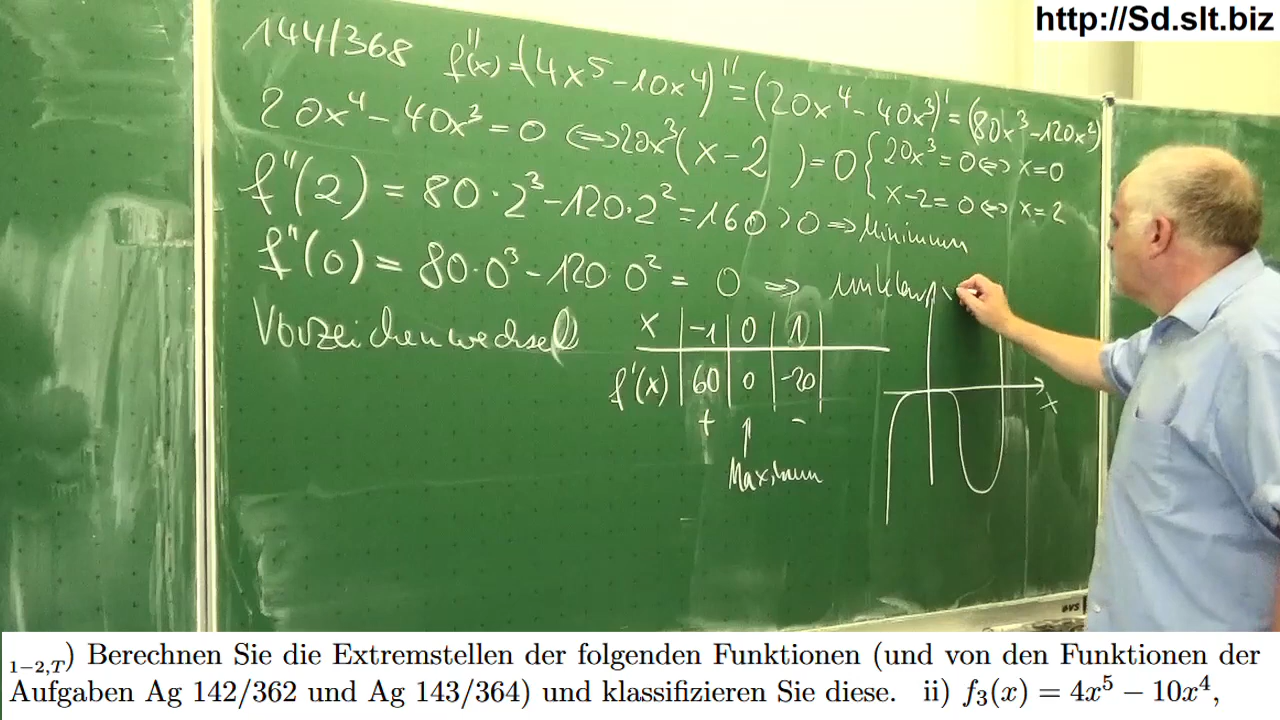 http://Sd.slt.biz
144/368 f''(x) = (4x⁵ - 10x⁴)'' = (20x⁴ - 40x³)' = (80x³ - 120x²)
20x⁴ - 40x³ = 0 ⇔ 20x³(x - 2 ) = 0 { 20x³ = 0 ⇔ x = 0
x - 2 = 0 ⇔ x = 2
f''(2) = 80 · 2³ - 120 · 2² = 160 > 0 ⇒ Minimum
f''(0) = 80 · 0³ - 120 · 0² = 0 ⇒ unklar
Vorzeichenwechsel
x | -1 | 0 | 1 |
f'(x) | 60 | 0 | -20 |
+ ↑ -
Maximum
x
1−2,T) Berechnen Sie die Extremstellen der folgenden Funktionen (und von den Funktionen der
Aufgaben Ag 142/362 und Ag 143/364) und klassifizieren Sie diese. ii) f₃(x) = 4x⁵ − 10x⁴,